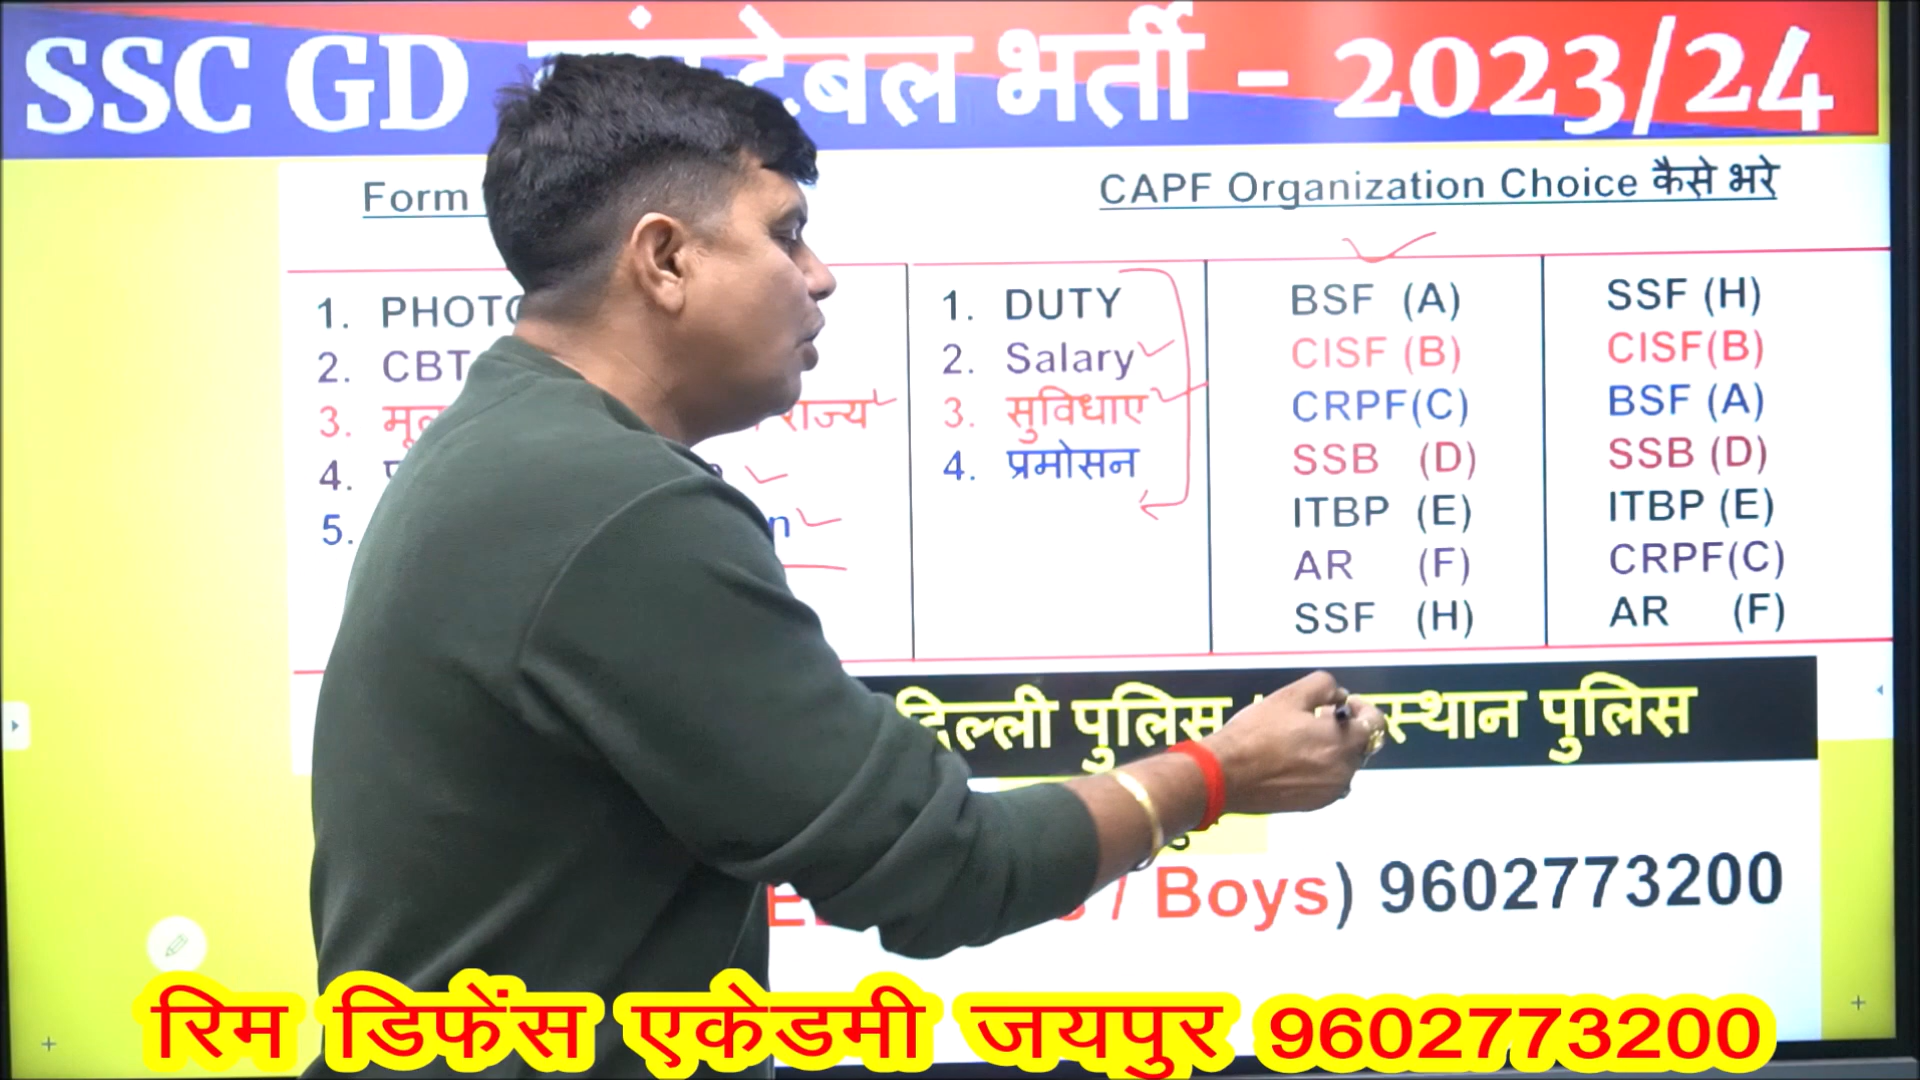 SSC GD भर्ती - 2023/24
Form
CAPF Organization Choice कैसे भरे
1.
2. CBT
3. राज्य
4.
5.
1. DUTY
2. Salary
3. सुविधाए
4. प्रमोसन
BSF (A)
CISF (B)
CRPF(C)
SSB (D)
ITBP (E)
AR (F)
SSF (H)
SSF (H)
CISF(B)
BSF (A)
SSB (D)
ITBP (E)
CRPF(C)
AR (F)
दिल्ली पुलिस पुलिस
/ Boys) 9602773200
रिम डिफेंस एकेडमी जयपुर 9602773200